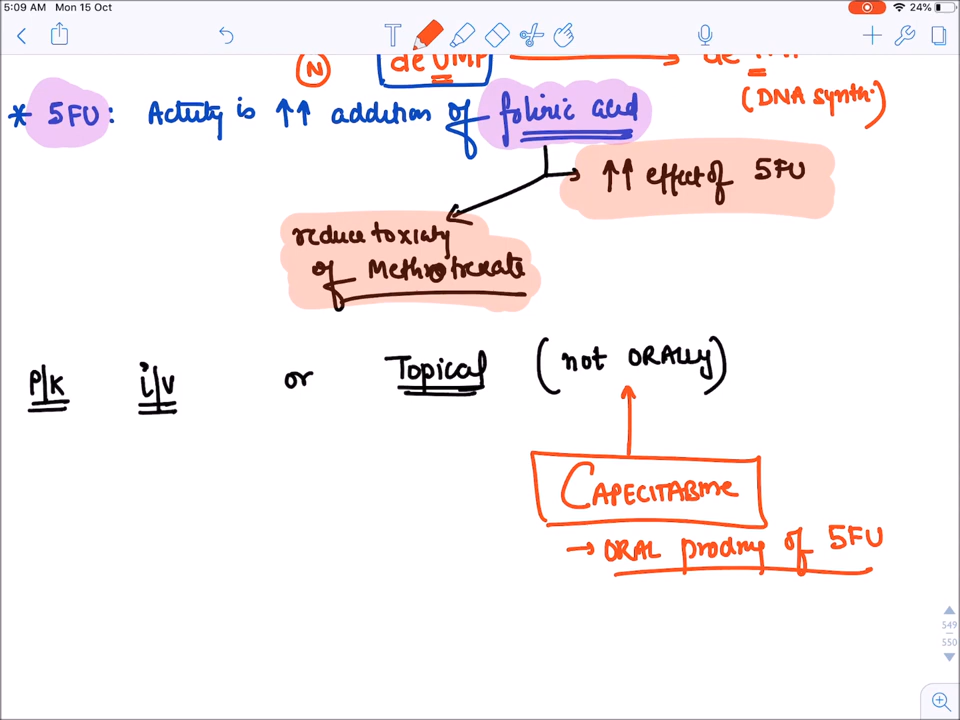 5:09 AM Mon 15 Oct
24%
T
N
deUMP
(DNA synth.)
* 5FU: Activity is ↑↑ addition of folinic acid
↑↑ effect of 5FU
reduce toxicity
of Methotrexate
P/K i/v or Topical (not ORALLY)
CAPECITABine
→ ORAL prodrug of 5FU
549
550